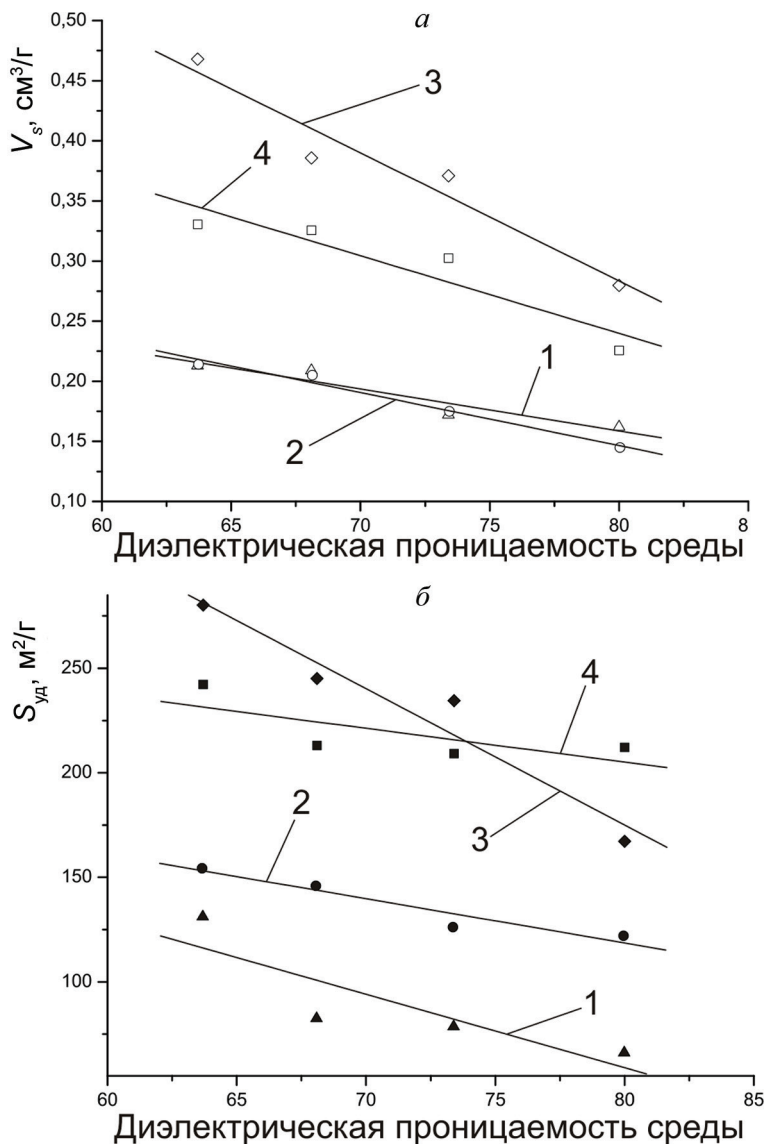 а
0,50
0,45
0,40
0,35
0,30
0,25
0,20
0,15
0,10
Vs, см³/г
3
4
1
2
60 65 70 75 80 8
Диэлектрическая проницаемость среды
б
250
200
150
100
Sуд, м²/г
4
2
3
1
60 65 70 75 80 85
Диэлектрическая проницаемость среды